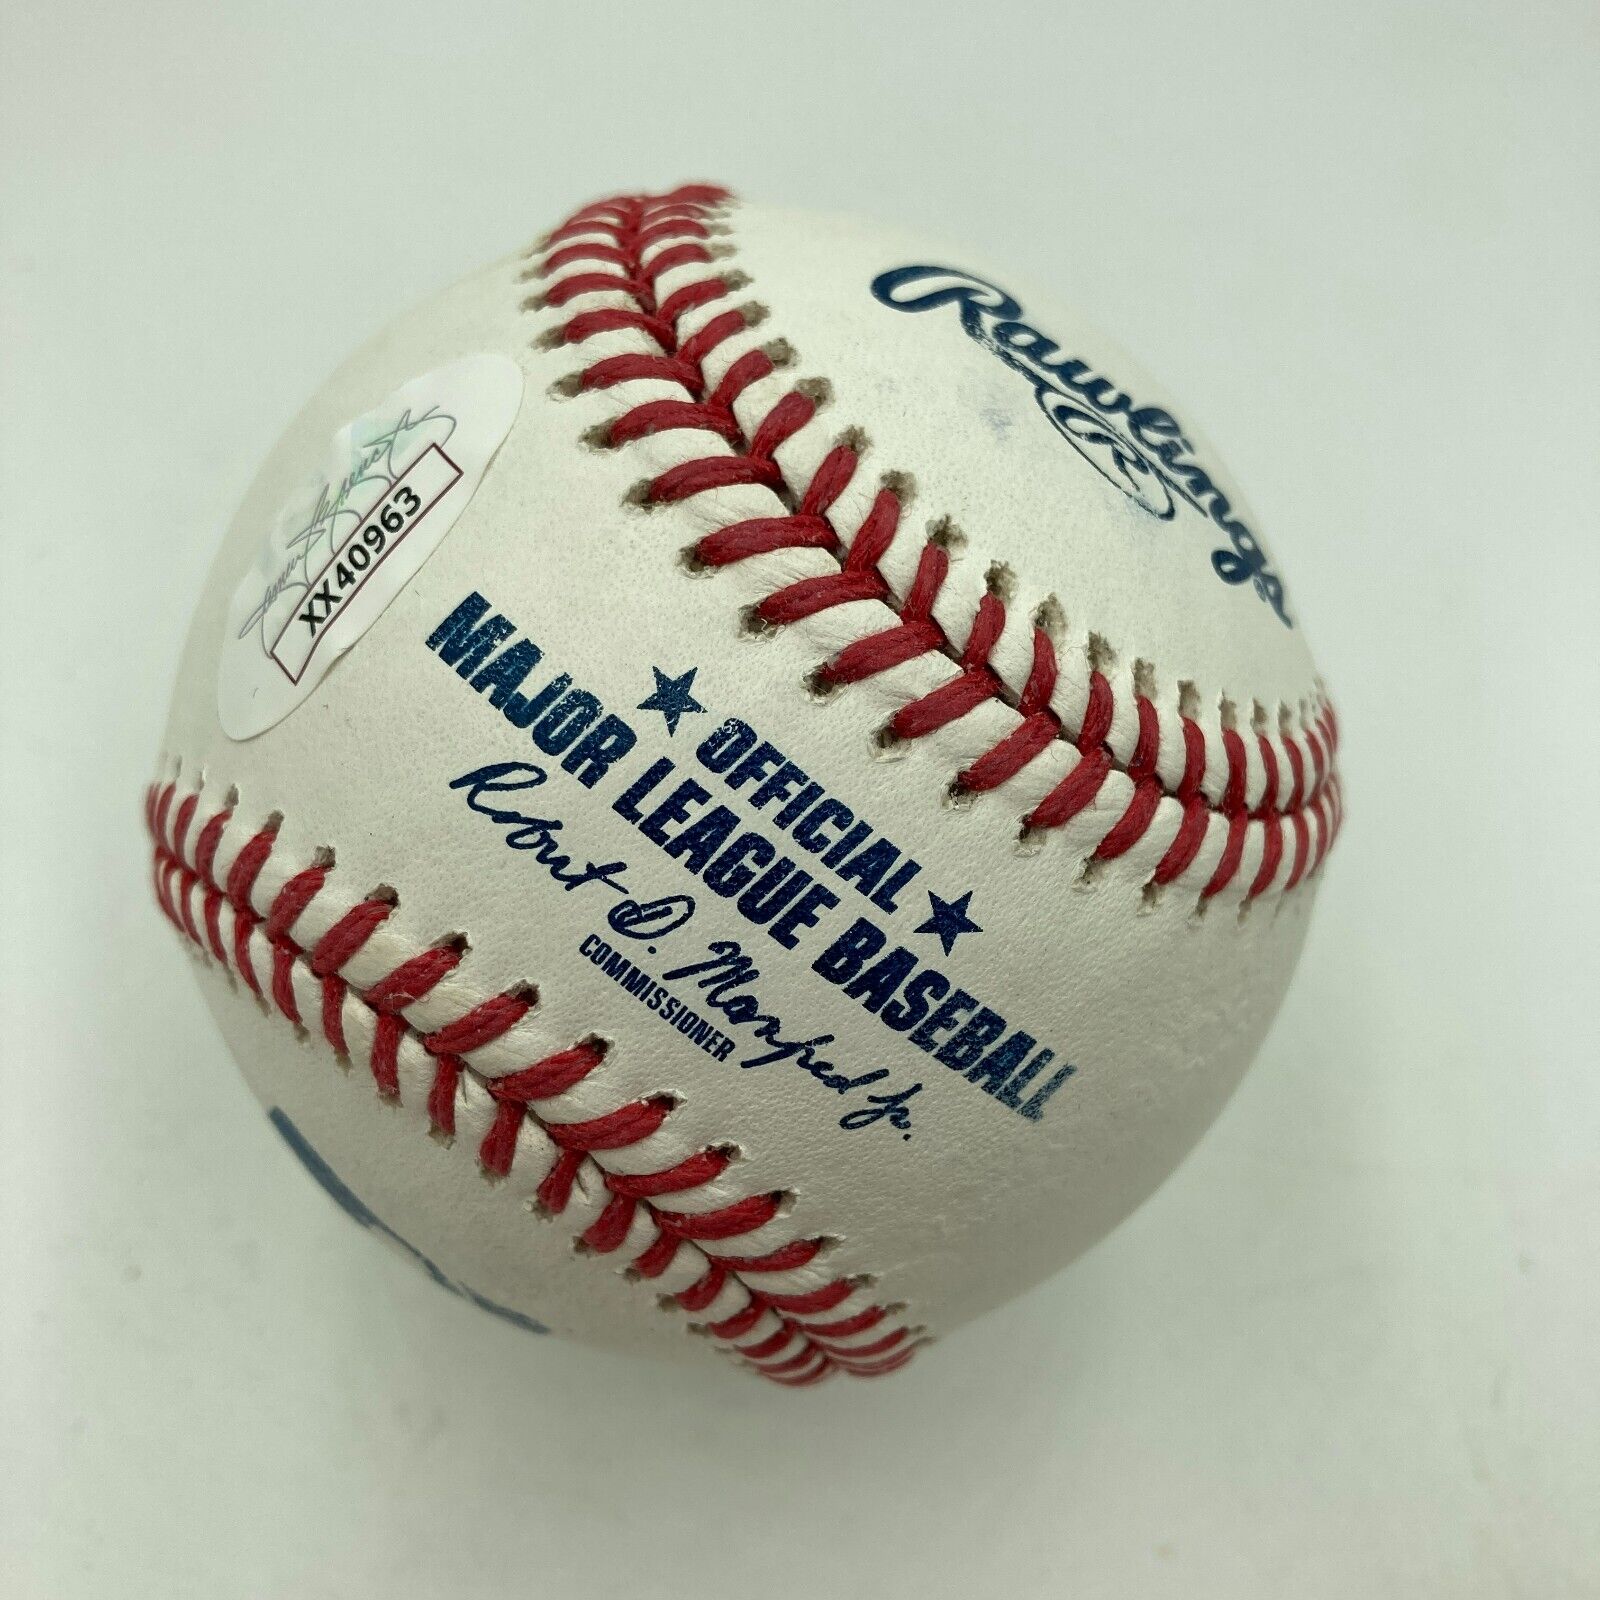 Rawlings
R
XX40963
OFFICIAL
MAJOR LEAGUE BASEBALL
Robert D. Manfred Jr.
COMMISSIONER